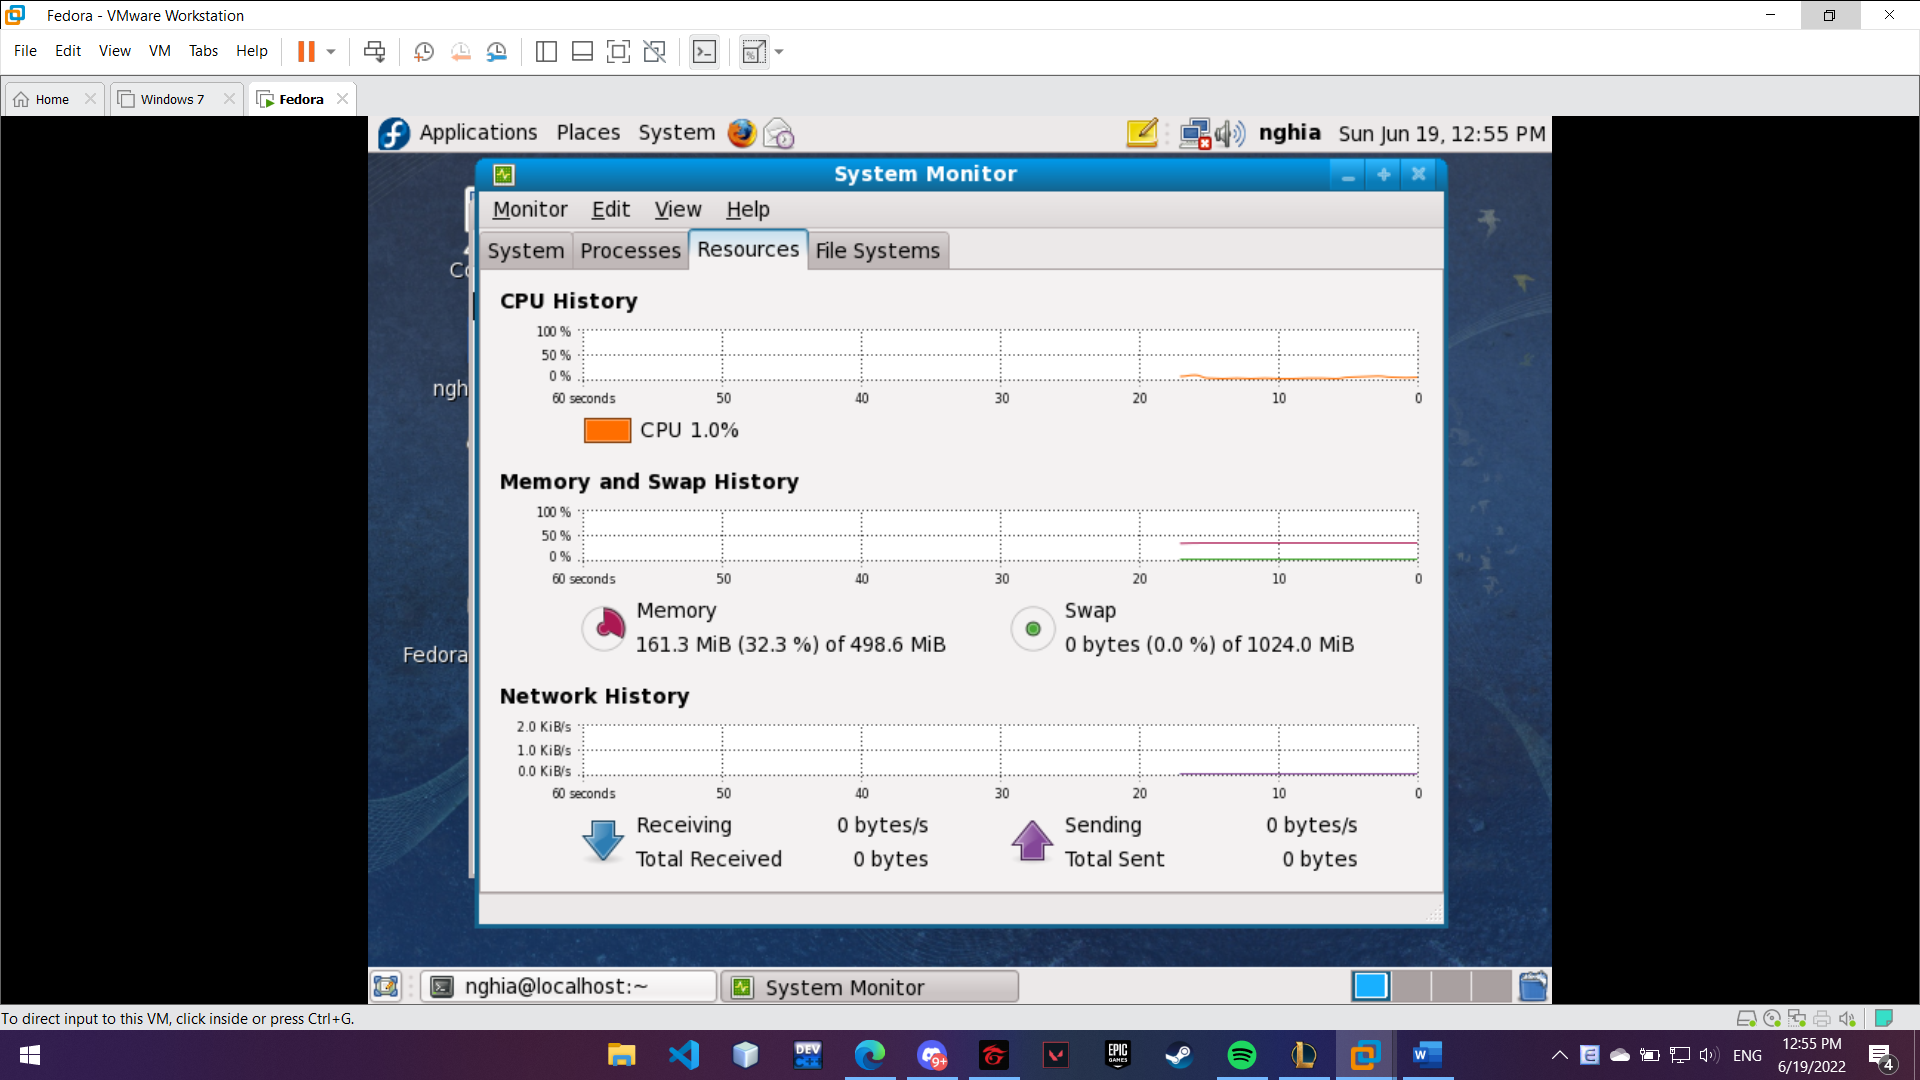 Fedora - VMware Workstation
File Edit View VM Tabs Help
Home Windows 7 Fedora
Applications Places System nghia Sun Jun 19, 12:55 PM
System Monitor
Monitor Edit View Help
System Processes Resources File Systems
CPU History
100 %
50 %
0 %
60 seconds 50 40 30 20 10 0
CPU 1.0%
Memory and Swap History
100 %
50 %
0 %
60 seconds 50 40 30 20 10 0
Memory Swap
161.3 MiB (32.3 %) of 498.6 MiB 0 bytes (0.0 %) of 1024.0 MiB
Network History
2.0 KiB/s
1.0 KiB/s
0.0 KiB/s
60 seconds 50 40 30 20 10 0
Receiving 0 bytes/s Sending 0 bytes/s
Total Received 0 bytes Total Sent 0 bytes
Co
ngh
Fedora
nghia@localhost:~ System Monitor
To direct input to this VM, click inside or press Ctrl+G.
DEV C++ 9+ EPIC GAMES W E ENG 12:55 PM
6/19/2022 4